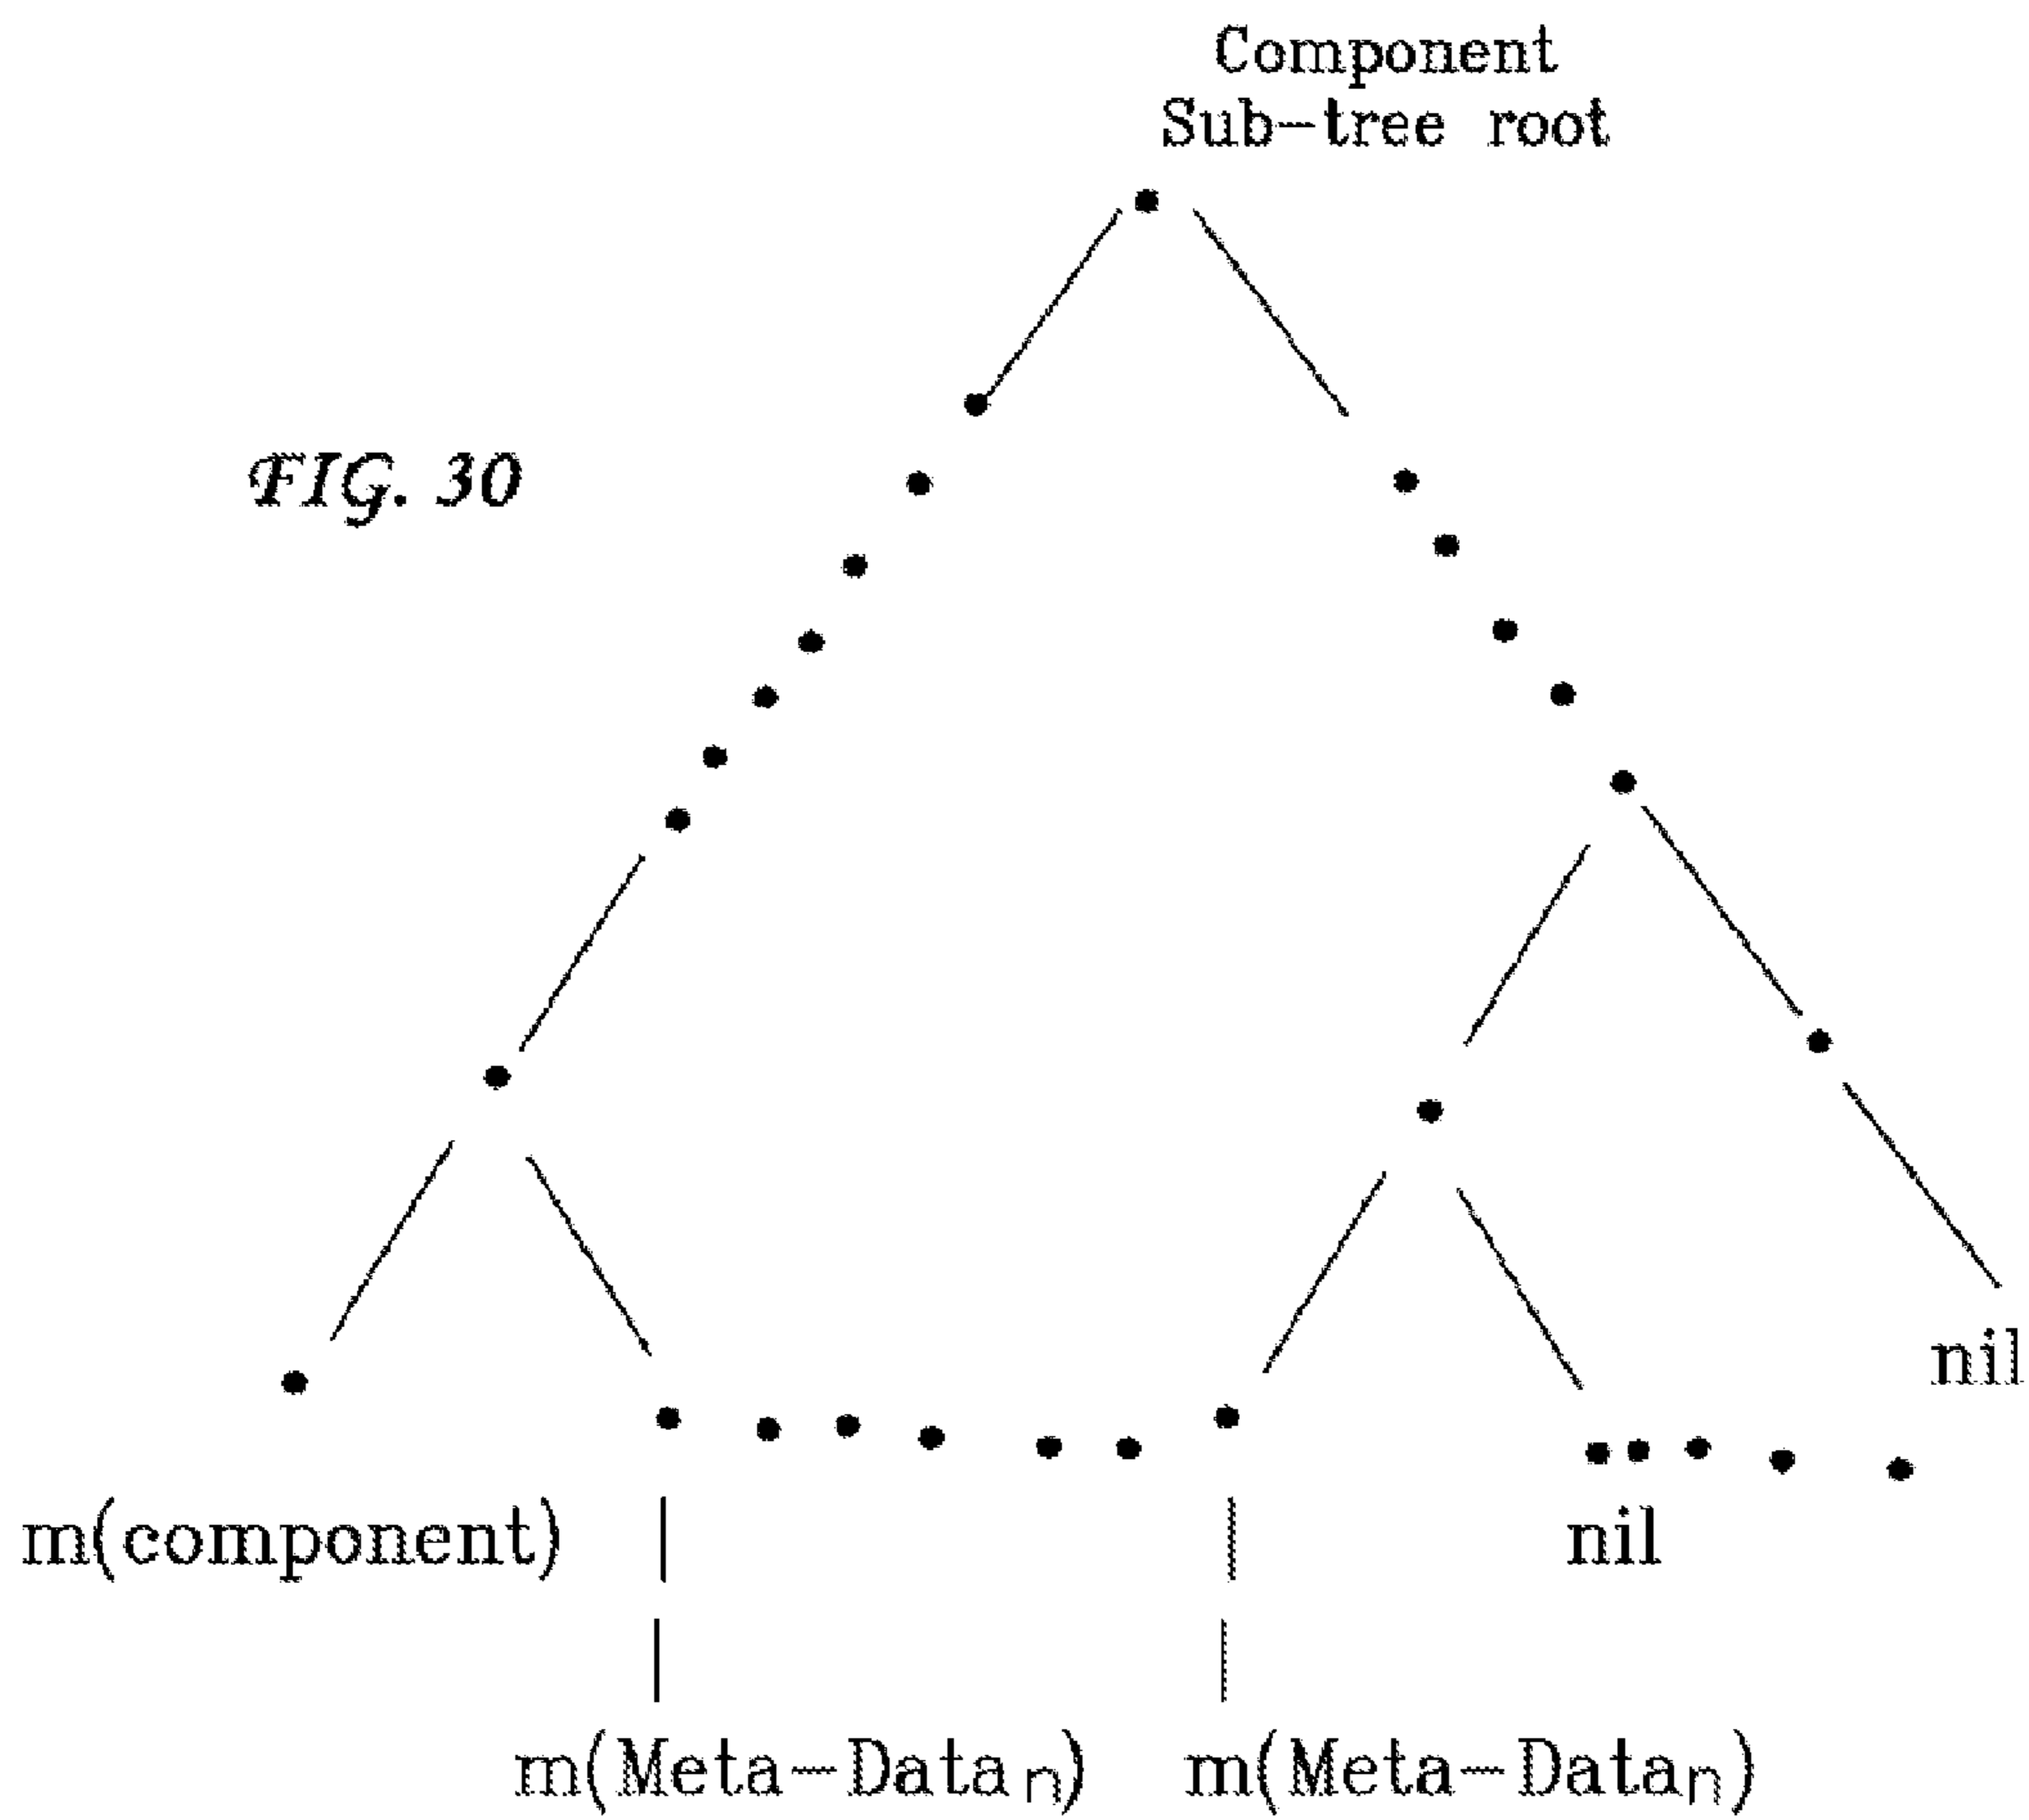 Component
Sub-tree root
FIG. 30
nil
m(component)
nil
m(Meta-Dataₙ)
m(Meta-Dataₙ)